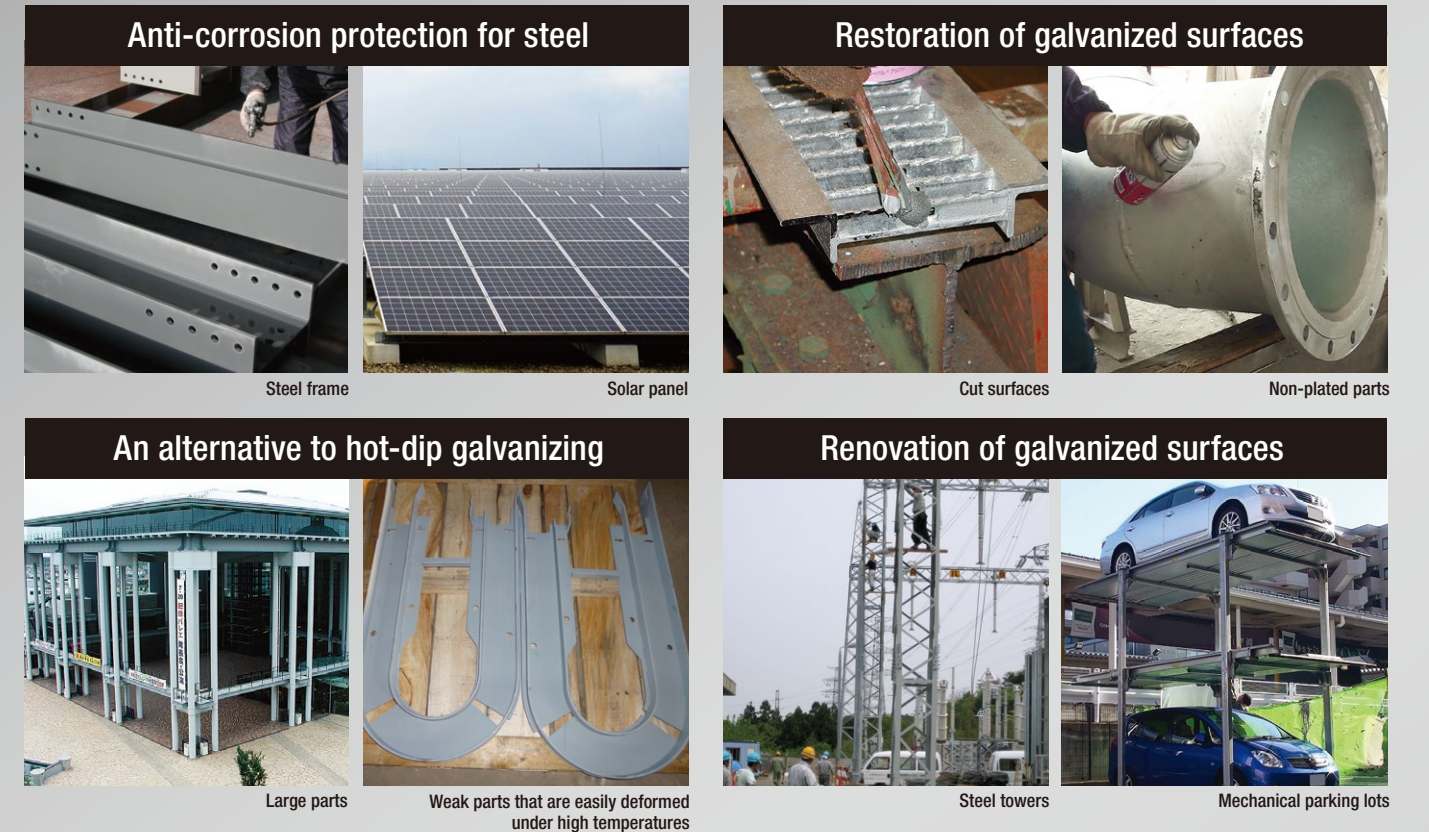 Anti-corrosion protection for steel
Steel frame
Solar panel
Restoration of galvanized surfaces
Cut surfaces
Non-plated parts
An alternative to hot-dip galvanizing
Large parts
Weak parts that are easily deformed
under high temperatures
Renovation of galvanized surfaces
Steel towers
Mechanical parking lots